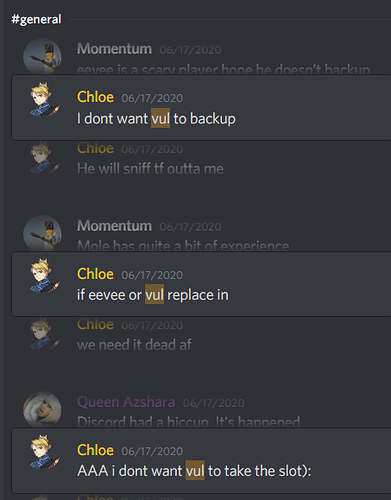 #general
Momentum 06/17/2020
eevee is a scary player hope he doesn't backup
Chloe 06/17/2020
I dont want vul to backup
Chloe 06/17/2020
He will sniff tf outta me
Momentum 06/17/2020
Mole has quite a bit of experience
Chloe 06/17/2020
if eevee or vul replace in
Chloe 06/17/2020
we need it dead af
Queen Azshara 06/17/2020
Discord had a hiccup. It's happened
Chloe 06/17/2020
AAA i dont want vul to take the slot):